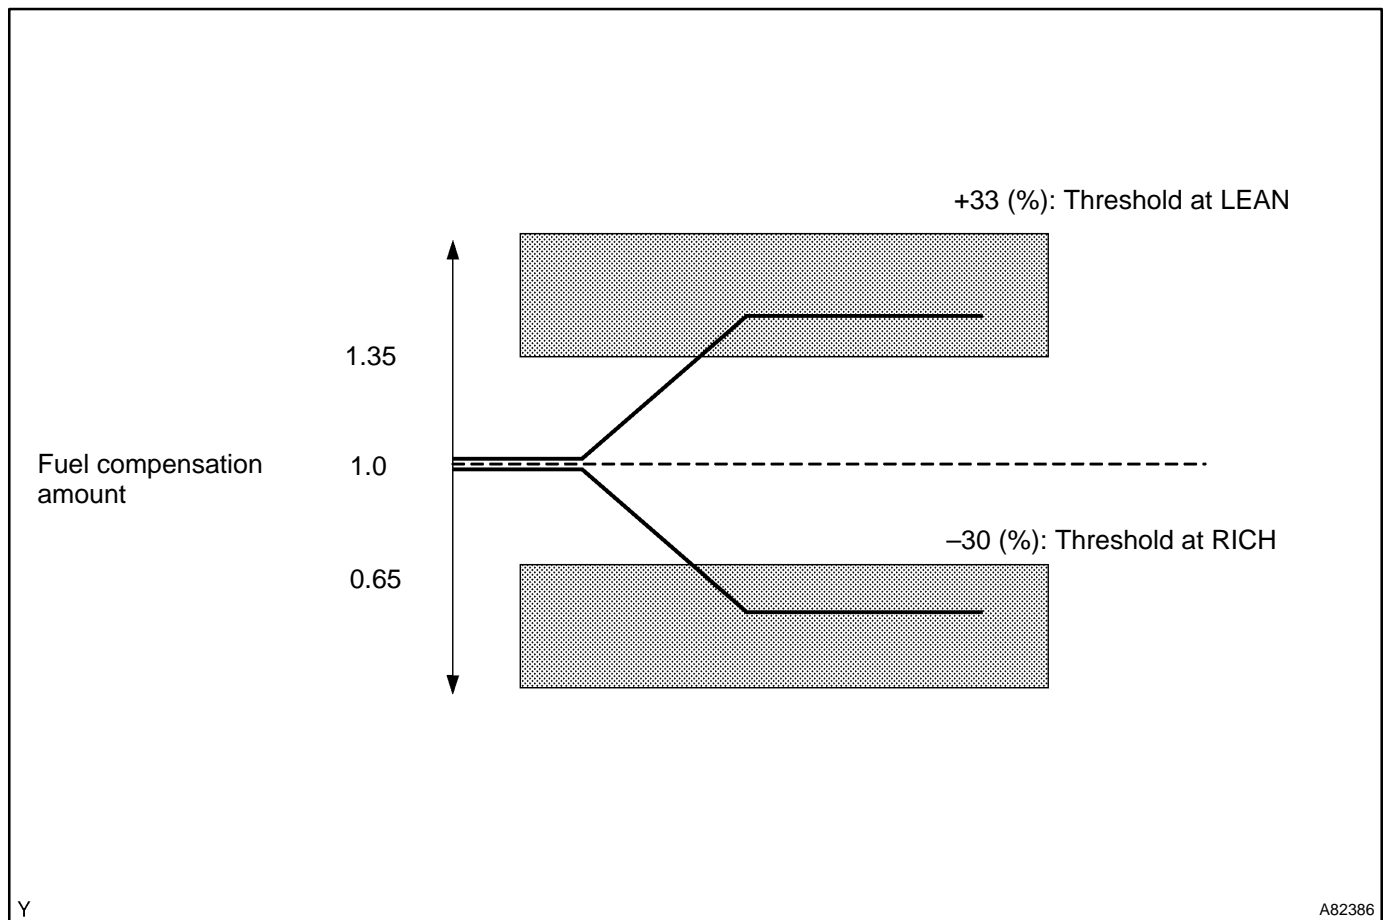 +33 (%): Threshold at LEAN
1.35
Fuel compensation
amount
1.0
–30 (%): Threshold at RICH
0.65
Y
A82386